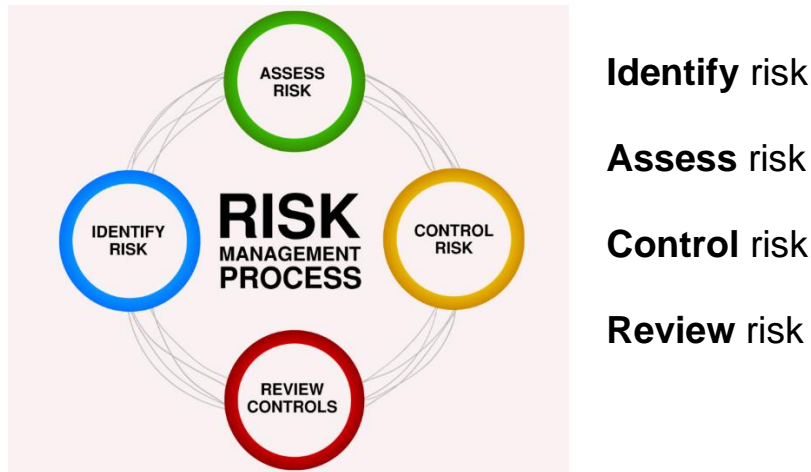 ASSESS
RISK
IDENTIFY
RISK
RISK
MANAGEMENT
PROCESS
CONTROL
RISK
REVIEW
CONTROLS
Identify risk
Assess risk
Control risk
Review risk